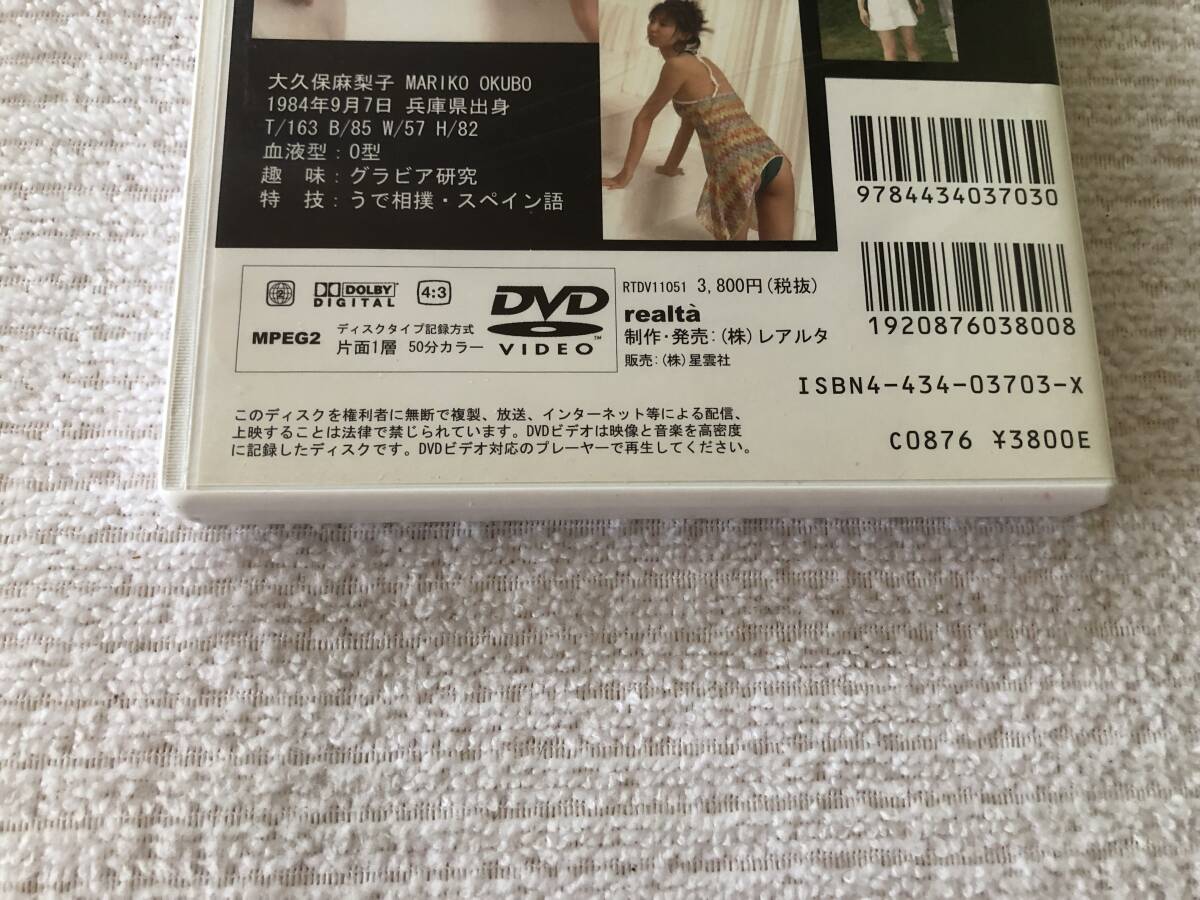 大久保麻梨子 MARIKO OKUBO
1984年9月7日 兵庫県出身
T/163 B/85 W/57 H/82
血液型：O型
趣　味：グラビア研究
特　技：うで相撲・スペイン語
9784434037030
1920876038008
ISBN4-434-03703-X
C0876 ¥3800E
2
DOLBY
DIGITAL
4:3
MPEG2
ディスクタイプ記録方式
片面1層 50分カラー
DVD
VIDEO
TM
RTDV11051 3,800円(税抜)
realtà
制作・発売：(株)レアルタ
販売：(株)星雲社
このディスクを権利者に無断で複製、放送、インターネット等による配信、
上映することは法律で禁じられています。DVDビデオは映像と音楽を高密度
に記録したディスクです。DVDビデオ対応のプレーヤーで再生してください。